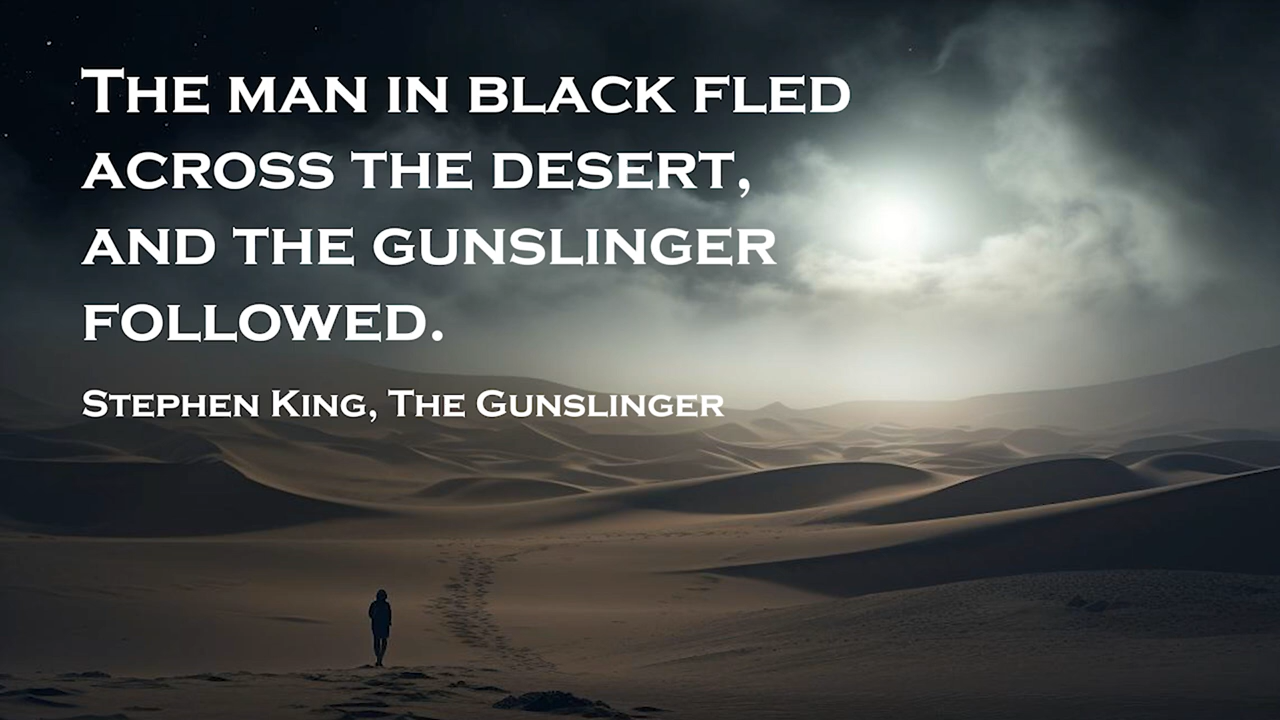 The man in black fled
across the desert,
and the gunslinger
followed.
Stephen King, The Gunslinger